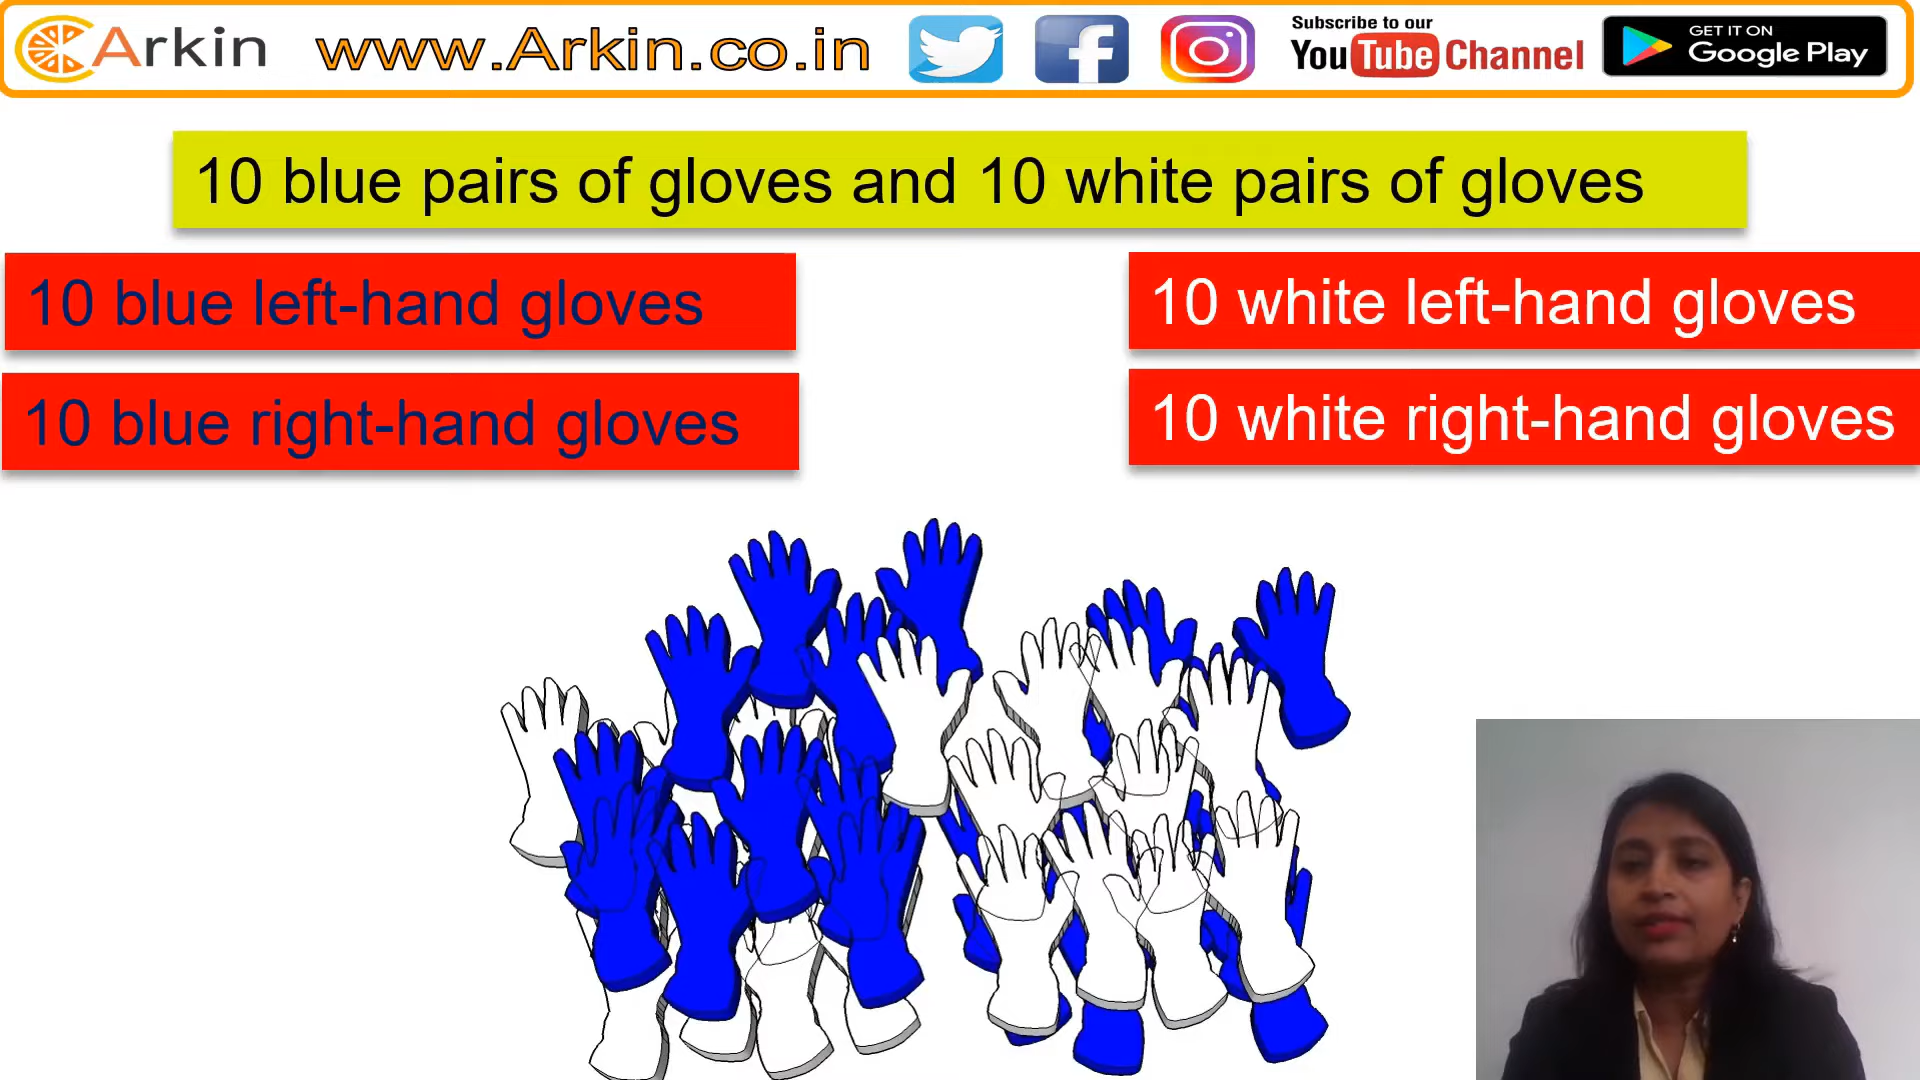 Arkin
www.Arkin.co.in
Subscribe to our
YouTube Channel
GET IT ON
Google Play
10 blue pairs of gloves and 10 white pairs of gloves
10 blue left-hand gloves
10 white left-hand gloves
10 blue right-hand gloves
10 white right-hand gloves